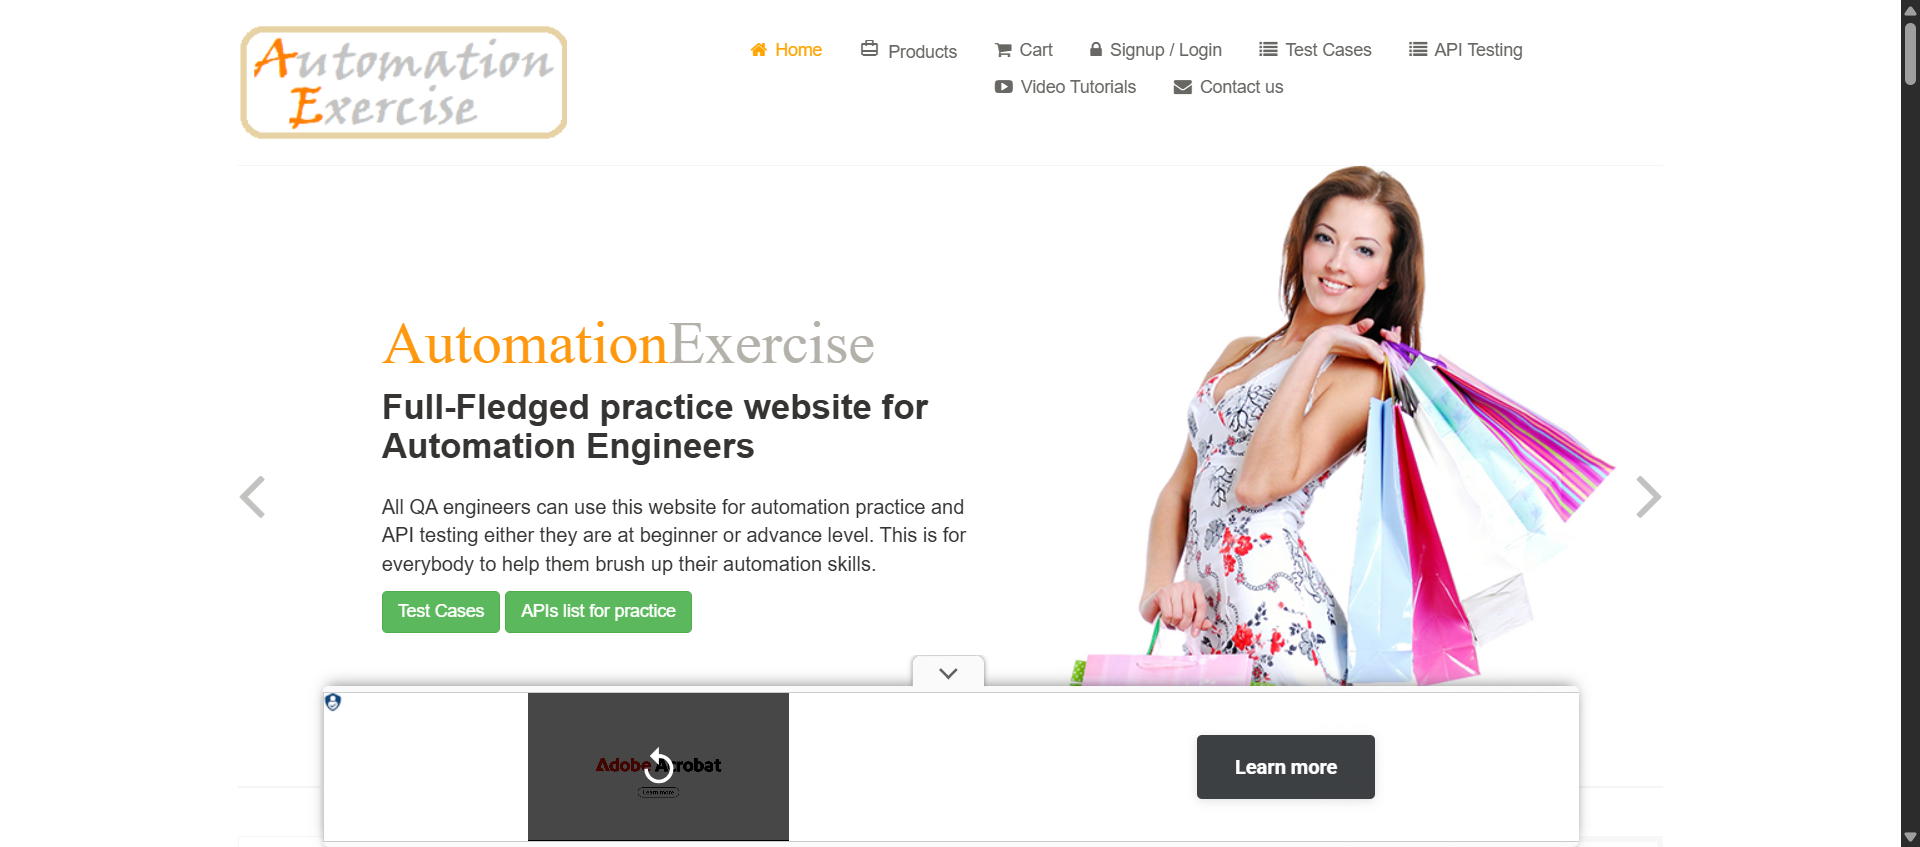 Automation
Exercise
Home
Products
Cart
Signup / Login
Test Cases
API Testing
Video Tutorials
Contact us
AutomationExercise
Full-Fledged practice website for
Automation Engineers
All QA engineers can use this website for automation practice and
API testing either they are at beginner or advance level. This is for
everybody to help them brush up their automation skills.
Test Cases
APIs list for practice
Adobe Acrobat
Learn more
Learn more